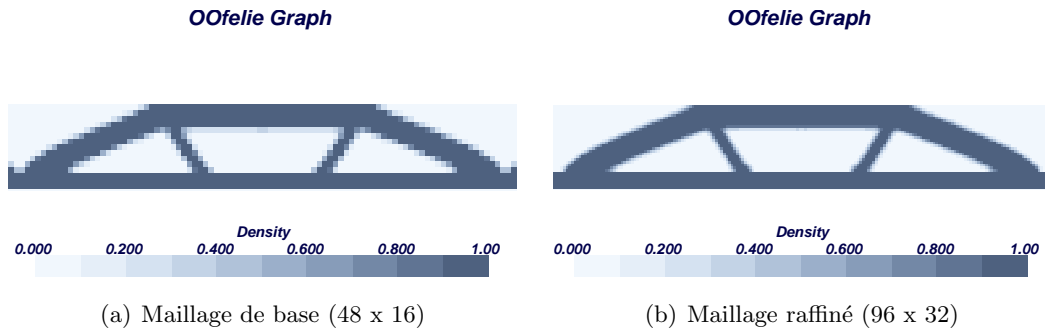 OOfelie Graph
Density
0.000 0.200 0.400 0.600 0.800 1.00
(a) Maillage de base (48 x 16)
OOfelie Graph
Density
0.000 0.200 0.400 0.600 0.800 1.00
(b) Maillage raffiné (96 x 32)